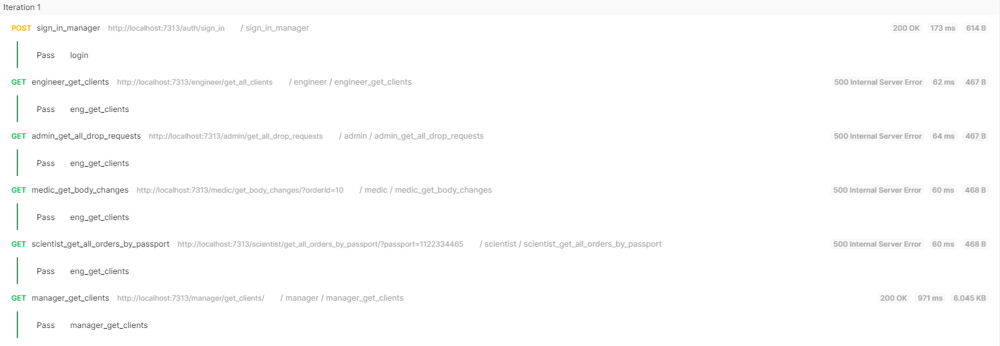 Iteration 1
POST sign_in_manager http://localhost:7313/auth/sign_in / sign_in_manager 200 OK 173 ms 614 B
Pass login
GET engineer_get_clients http://localhost:7313/engineer/get_all_clients / engineer / engineer_get_clients 500 Internal Server Error 62 ms 467 B
Pass eng_get_clients
GET admin_get_all_drop_requests http://localhost:7313/admin/get_all_drop_requests / admin / admin_get_all_drop_requests 500 Internal Server Error 64 ms 467 B
Pass eng_get_clients
GET medic_get_body_changes http://localhost:7313/medic/get_body_changes/?orderId=10 / medic / medic_get_body_changes 500 Internal Server Error 60 ms 468 B
Pass eng_get_clients
GET scientist_get_all_orders_by_passport http://localhost:7313/scientist/get_all_orders_by_passport/?passport=1122334465 / scientist / scientist_get_all_orders_by_passport 500 Internal Server Error 60 ms 468 B
Pass eng_get_clients
GET manager_get_clients http://localhost:7313/manager/get_clients/ / manager / manager_get_clients 200 OK 971 ms 6.045 KB
Pass manager_get_clients